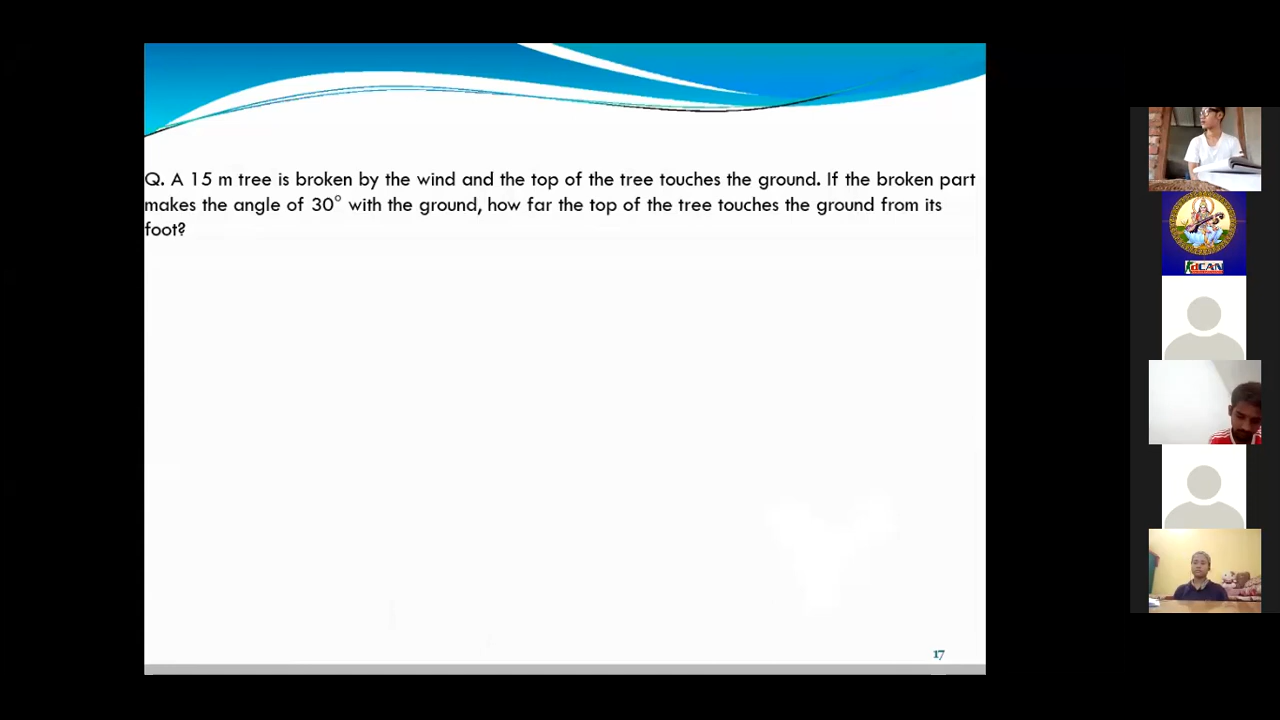 Q. A 15 m tree is broken by the wind and the top of the tree touches the ground. If the broken part
makes the angle of 30° with the ground, how far the top of the tree touches the ground from its
foot?
17